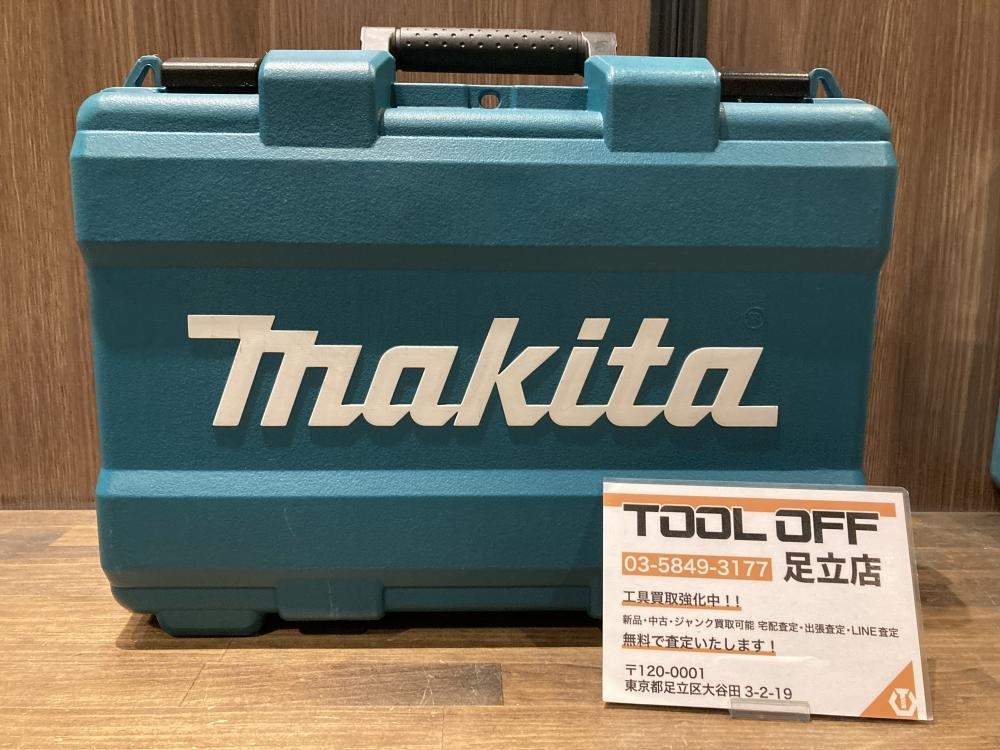 makita®
TOOL OFF
03-5849-3177 足立店
工具買取強化中！！
新品・中古・ジャンク買取可能 宅配査定・出張査定・LINE査定
無料で査定いたします！
〒120-0001
東京都足立区大谷田 3-2-19